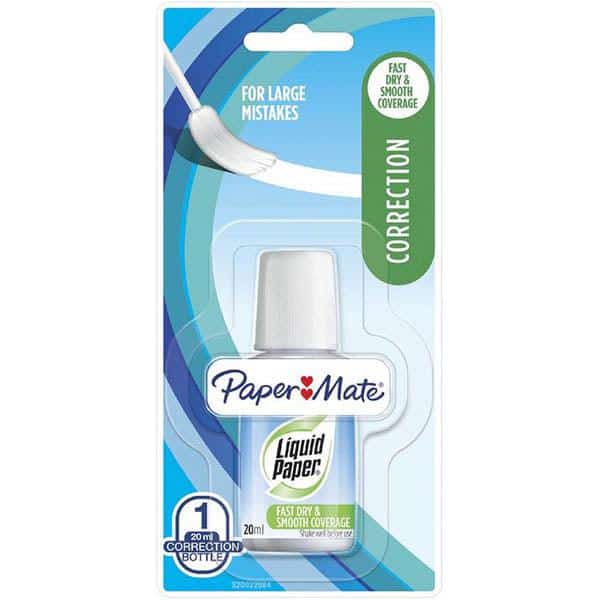 FOR LARGE
MISTAKES
FAST
DRY &
SMOOTH
COVERAGE
CORRECTION
Paper Mate®
Liquid
Paper®
FAST DRY &
SMOOTH COVERAGE
20ml
Shake well before use
1
20 ml
CORRECTION
BOTTLE